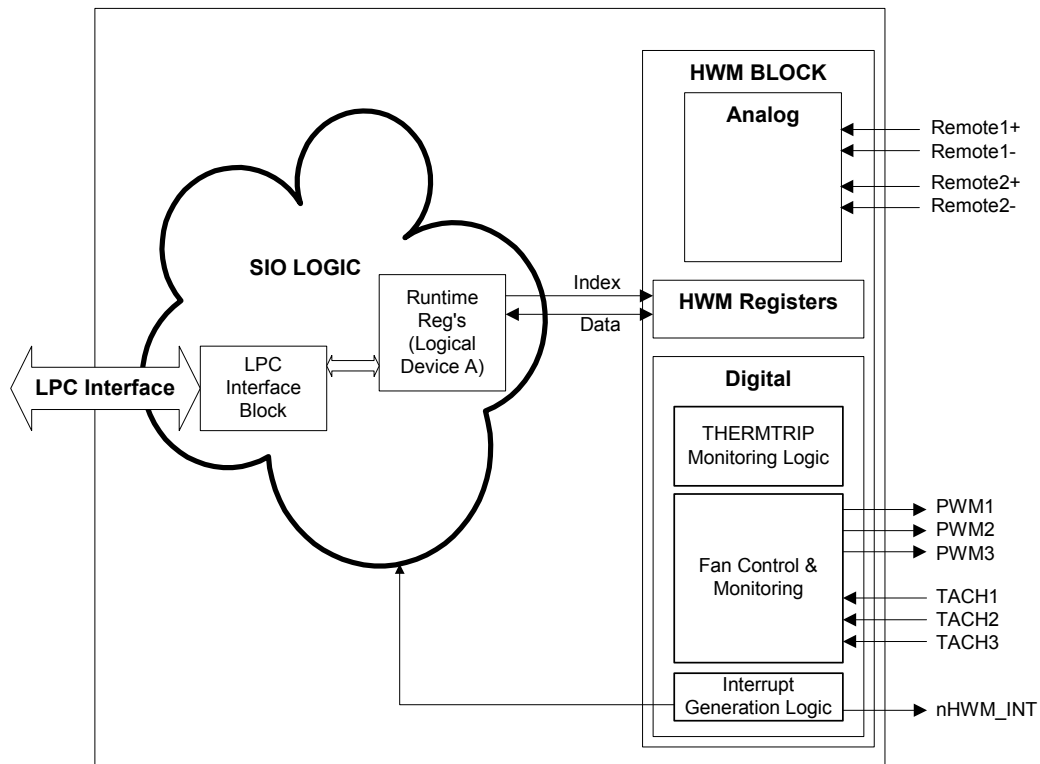 HWM BLOCK
Analog
Remote1+
Remote1-
Remote2+
Remote2-
SIO LOGIC
Runtime
Reg's
(Logical
Device A)
Index
Data
HWM Registers
LPC Interface
LPC
Interface
Block
Digital
THERMTRIP
Monitoring Logic
Fan Control &
Monitoring
PWM1
PWM2
PWM3
TACH1
TACH2
TACH3
Interrupt
Generation Logic
nHWM_INT